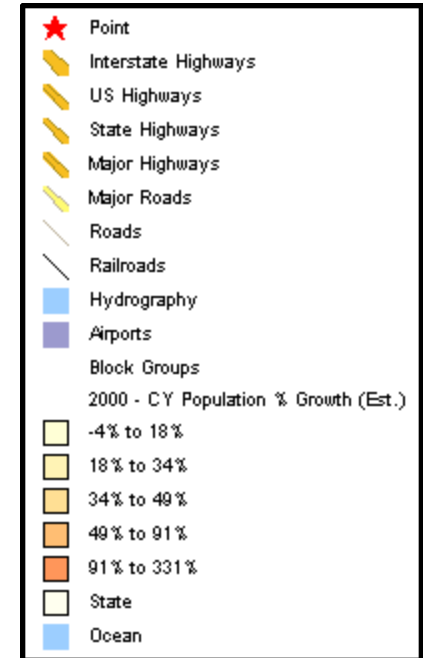 Point
Interstate Highways
US Highways
State Highways
Major Highways
Major Roads
Roads
Railroads
Hydrography
Airports
Block Groups
2000 - CY Population % Growth (Est.)
-4% to 18%
18% to 34%
34% to 49%
49% to 91%
91% to 331%
State
Ocean